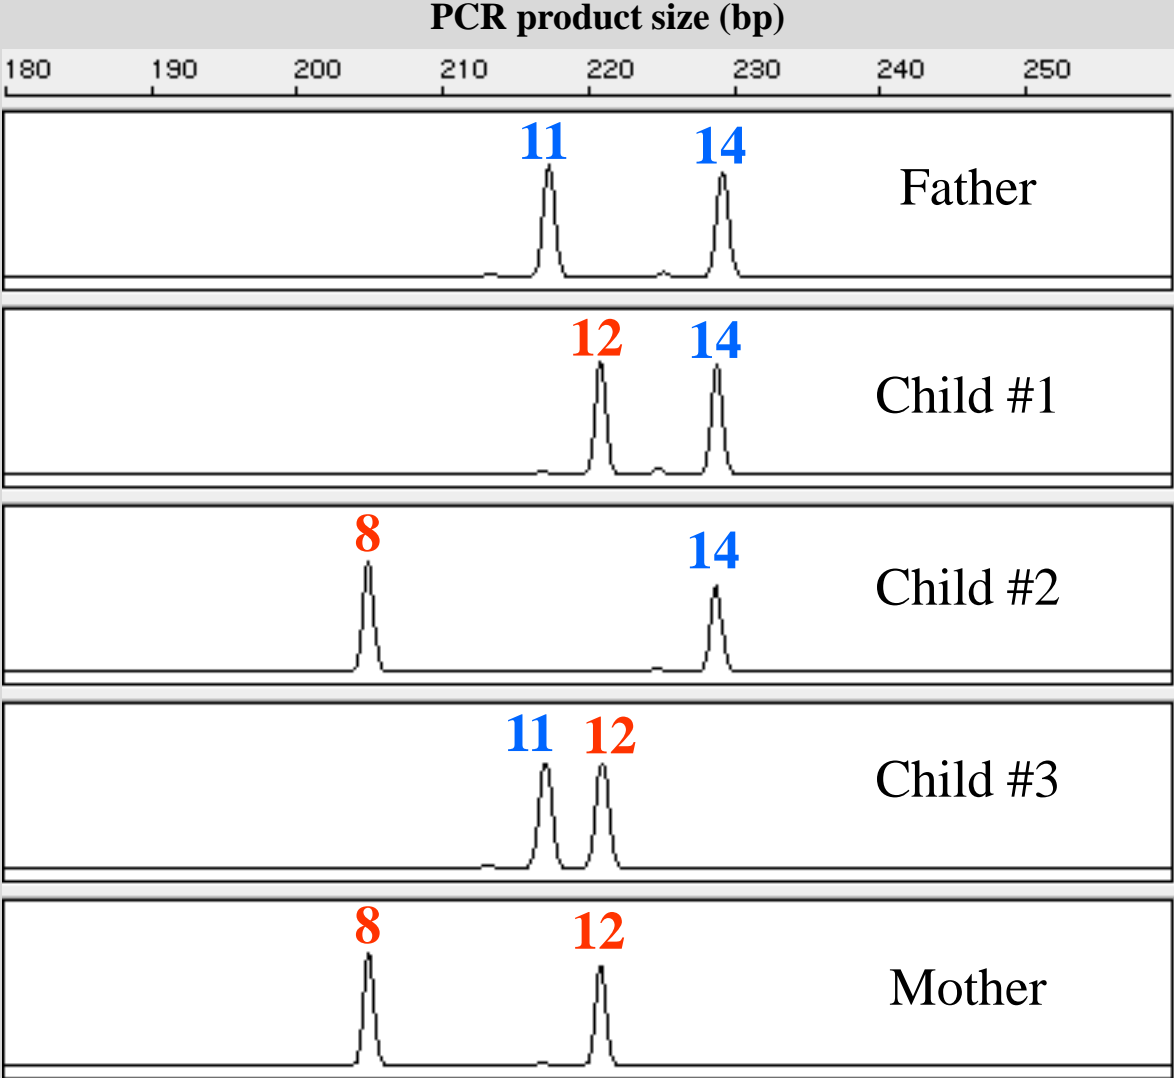 PCR product size (bp)
180 190 200 210 220 230 240 250
11 14
Father
12 14
Child #1
8 14
Child #2
11 12
Child #3
8 12
Mother